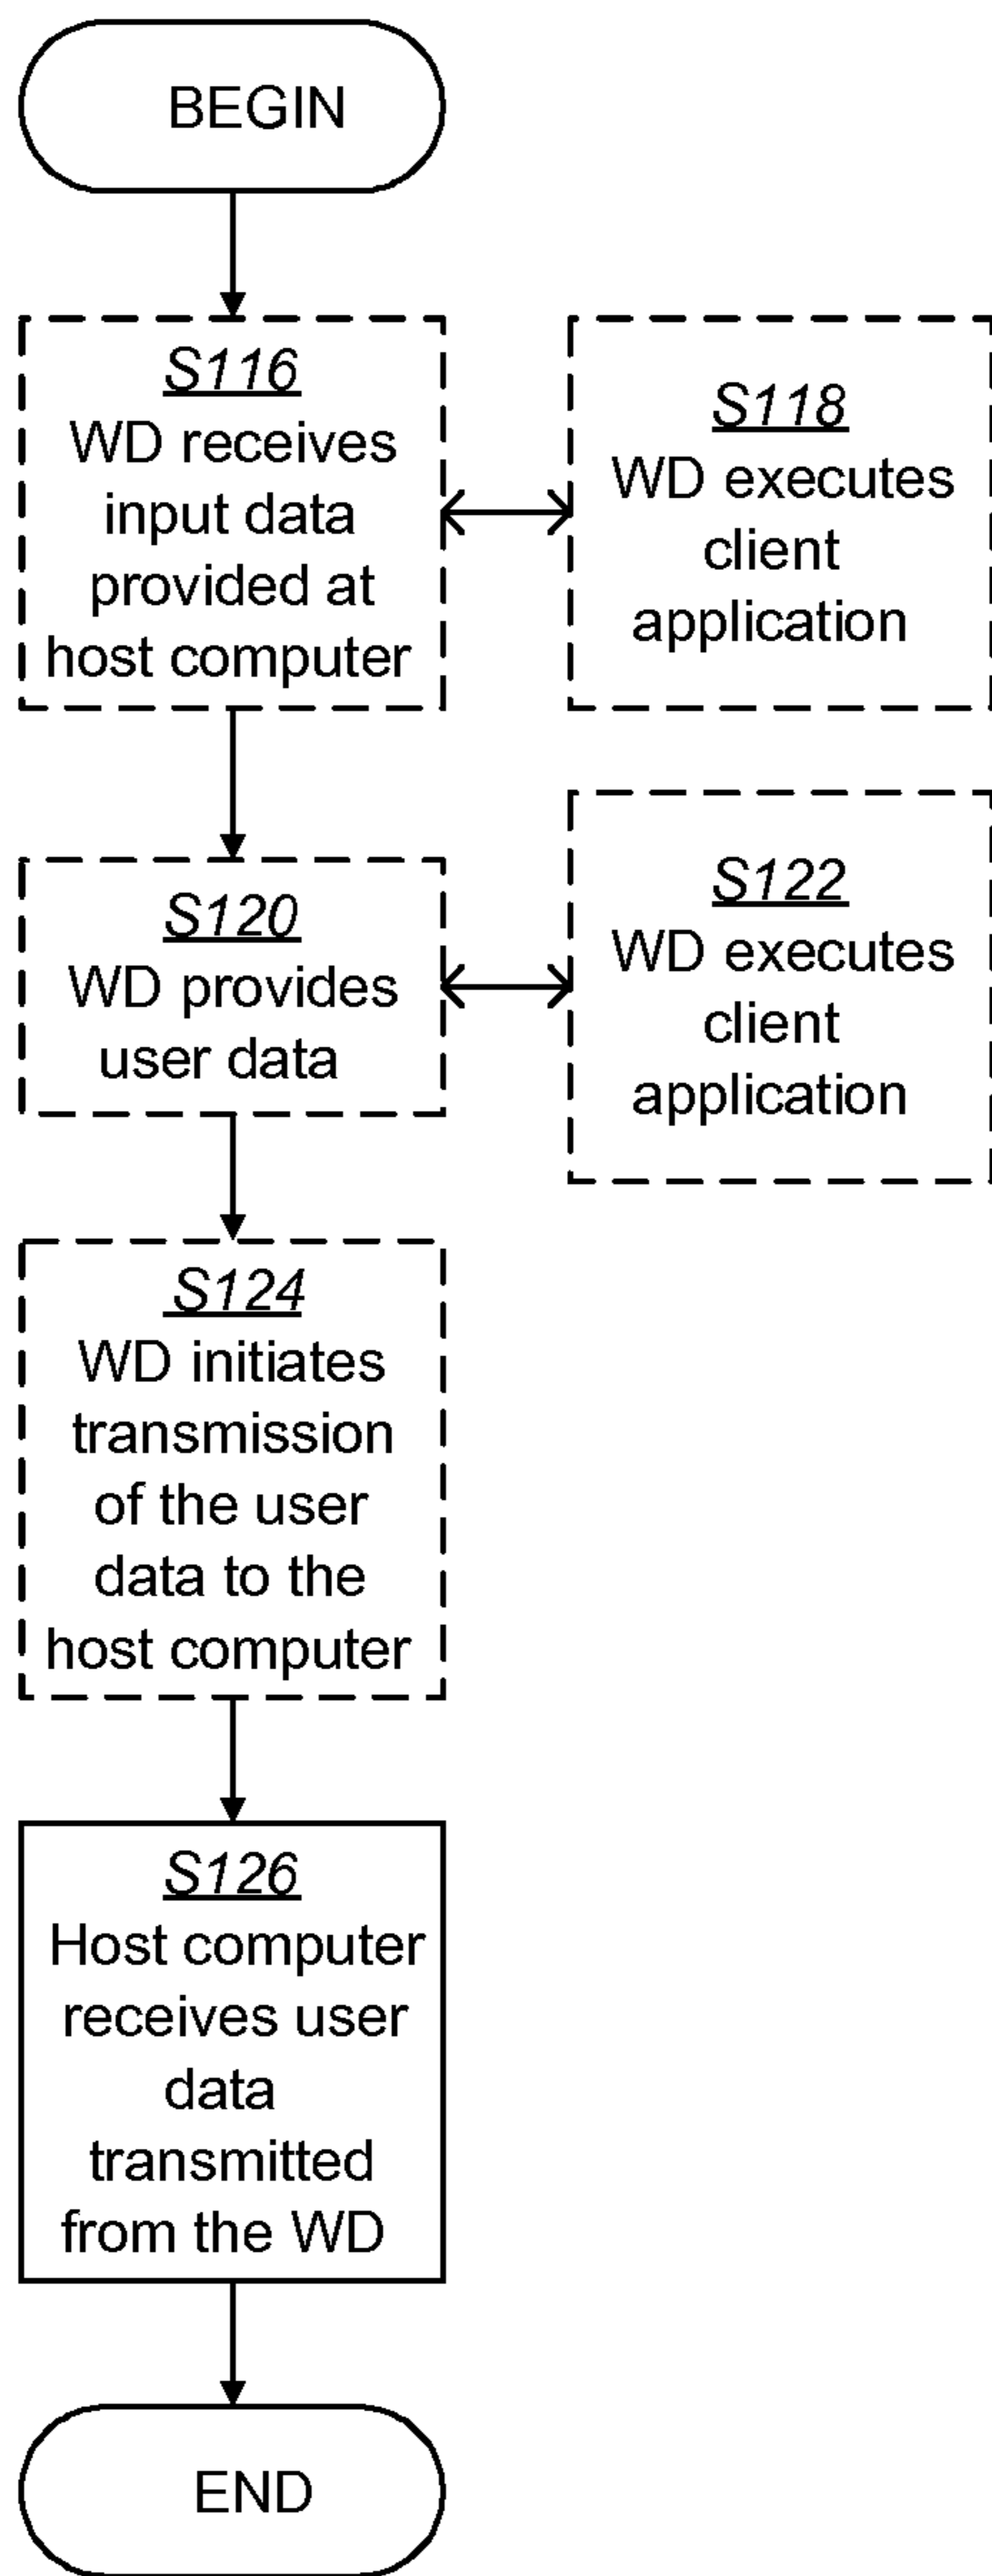 BEGIN
S116
WD receives
input data
provided at
host computer
S118
WD executes
client
application
S120
WD provides
user data
S122
WD executes
client
application
S124
WD initiates
transmission
of the user
data to the
host computer
S126
Host computer
receives user
data
transmitted
from the WD
END